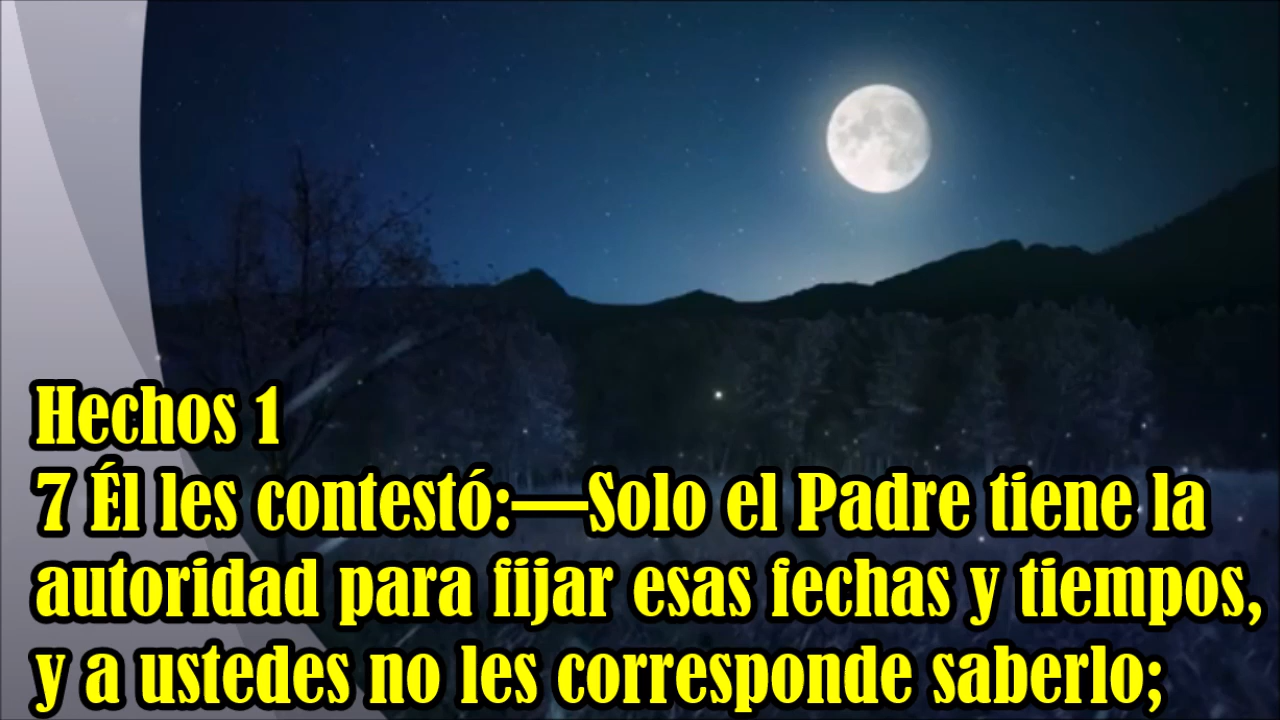 Hechos 1
7 Él les contestó:—Solo el Padre tiene la
autoridad para fijar esas fechas y tiempos,
y a ustedes no les corresponde saberlo;